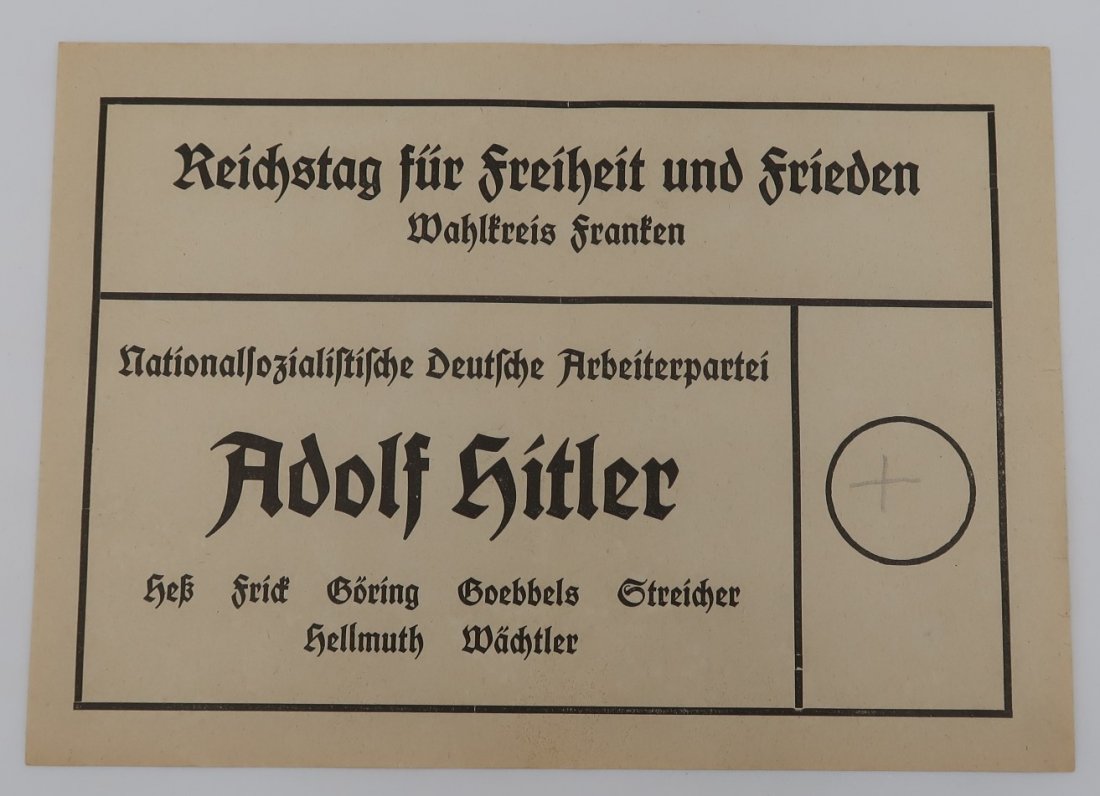 Reichstag für Freiheit und Frieden
Wahlkreis Franken
Nationalsozialistische Deutsche Arbeiterpartei
Adolf Hitler
Heß Frick Göring Goebbels Streicher
Hellmuth Wächtler